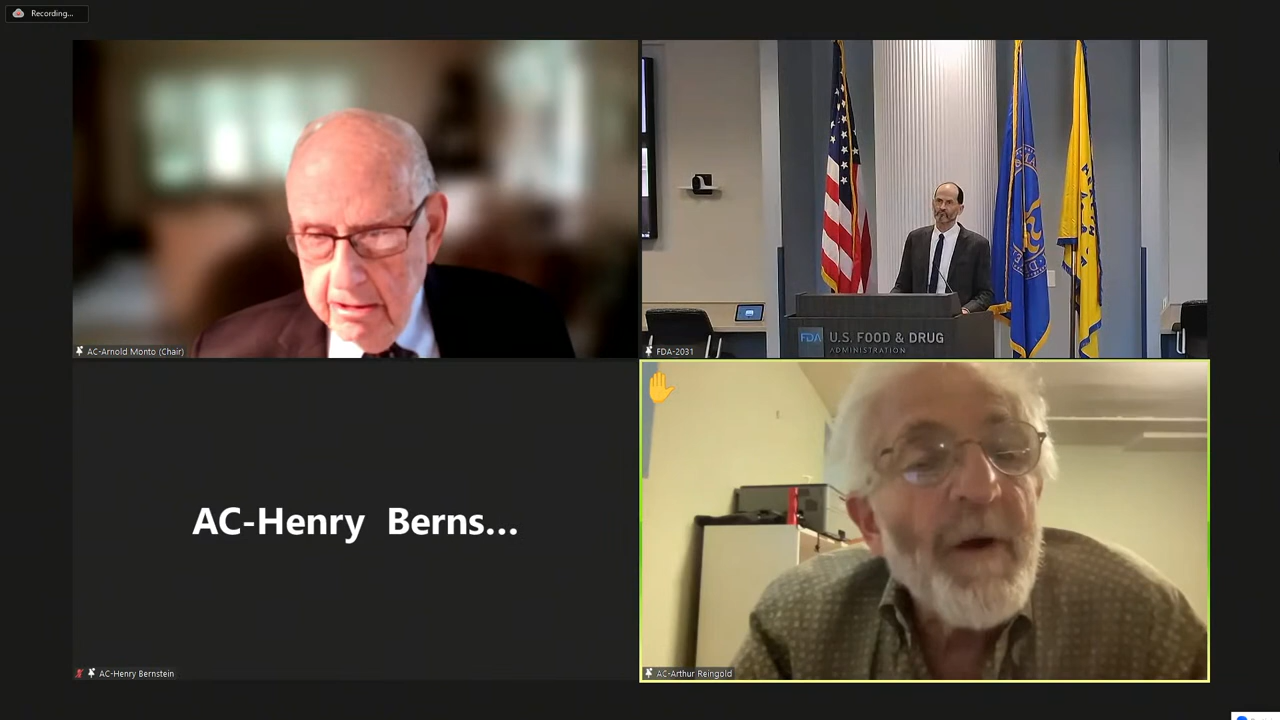 Recording...
AC-Arnold Monto (Chair)
FDA U.S. FOOD & DRUG
ADMINISTRATION
FDA-2031
AC-Henry Berns...
AC-Henry Bernstein
AC-Arthur Reingold